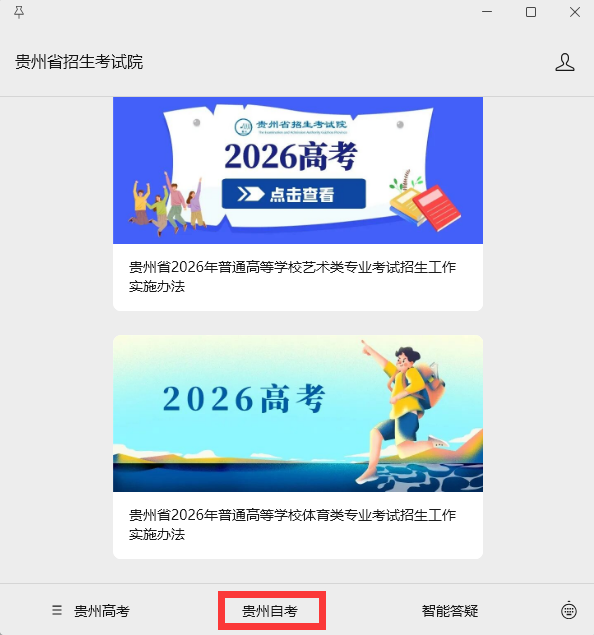 贵州省招生考试院
贵州省招生考试院
2026高考
点击查看
贵州省2026年普通高等学校艺术类专业考试招生工作
实施办法
2026高考
贵州省2026年普通高等学校体育类专业考试招生工作
实施办法
贵州高考
贵州自考
智能答疑